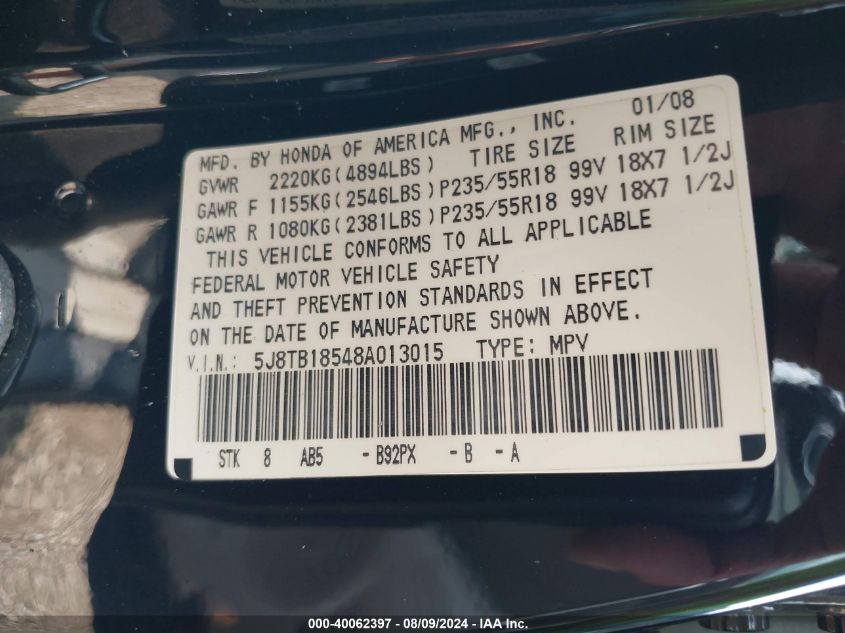 MFD. BY HONDA OF AMERICA MFG., INC. 01/08
GVWR 2220KG(4894LBS) TIRE SIZE RIM SIZE
GAWR F 1155KG(2546LBS)P235/55R18 99V 18X7 1/2J
GAWR R 1080KG(2381LBS)P235/55R18 99V 18X7 1/2J
THIS VEHICLE CONFORMS TO ALL APPLICABLE
FEDERAL MOTOR VEHICLE SAFETY
AND THEFT PREVENTION STANDARDS IN EFFECT
ON THE DATE OF MANUFACTURE SHOWN ABOVE.
V.I.N.: 5J8TB18548A013015 TYPE: MPV
STK 8 AB5 -B92PX -B -A
000-40062397 - 08/09/2024 - IAA Inc.